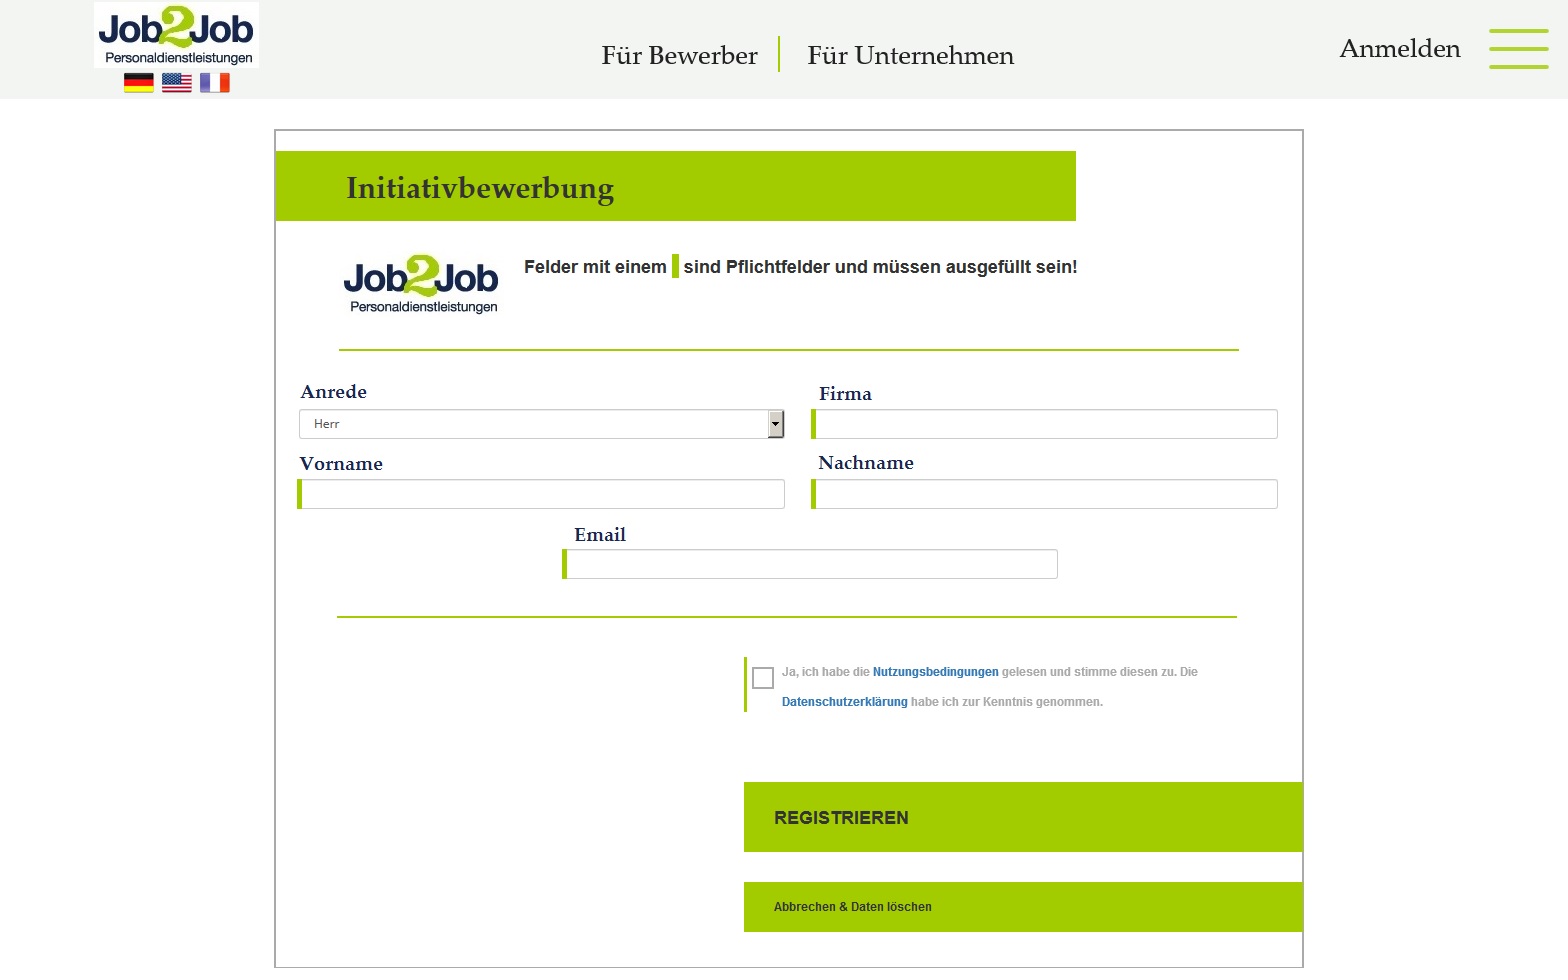 Job2Job
Personaldienstleistungen
Für Bewerber
Für Unternehmen
Anmelden
Initiativbewerbung
Job2Job
Personaldienstleistungen
Felder mit einem sind Pflichtfelder und müssen ausgefüllt sein!
Anrede
Firma
Herr
Vorname
Nachname
Email
Ja, ich habe die Nutzungsbedingungen gelesen und stimme diesen zu. Die
Datenschutzerklärung habe ich zur Kenntnis genommen.
REGISTRIEREN
Abbrechen & Daten löschen